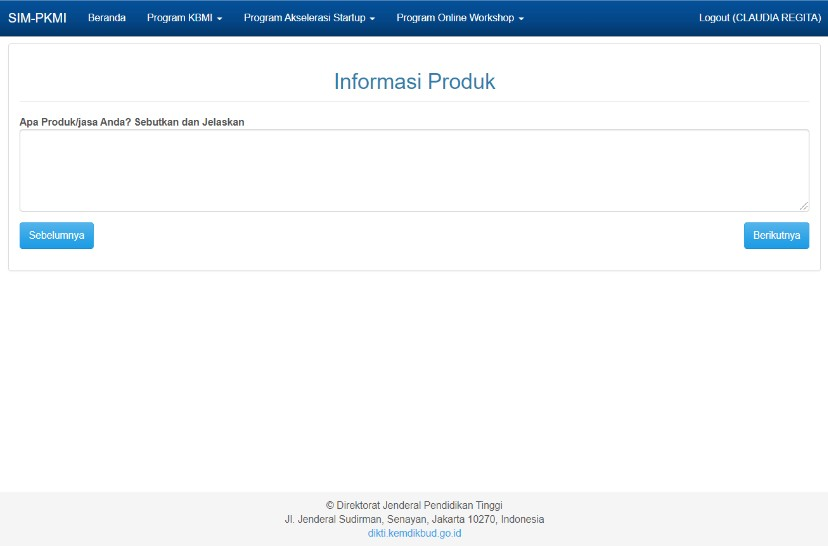 SIM-PKMI Beranda Program KBMI Program Akselerasi Startup Program Online Workshop Logout (CLAUDIA REGITA)
Informasi Produk
Apa Produk/jasa Anda? Sebutkan dan Jelaskan
Sebelumnya Berikutnya
© Direktorat Jenderal Pendidikan Tinggi
Jl. Jenderal Sudirman, Senayan, Jakarta 10270, Indonesia
dikti.kemdikbud.go.id